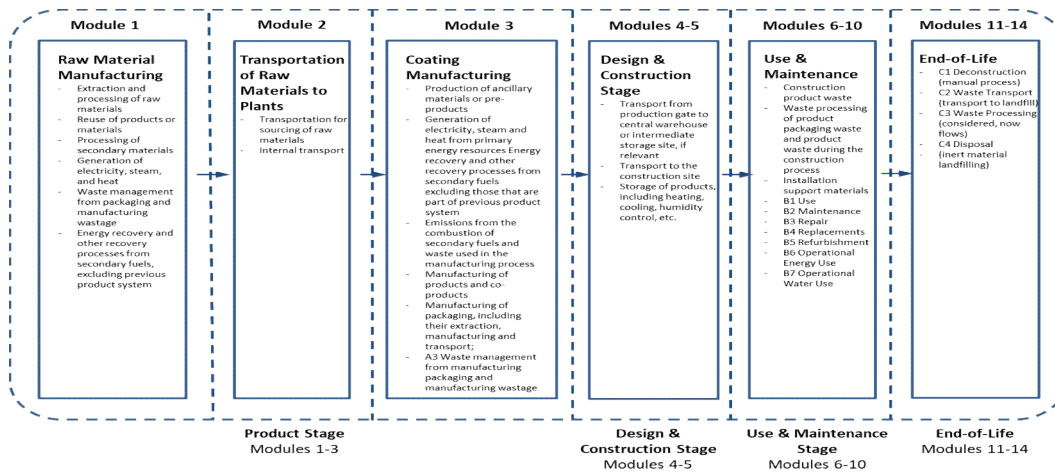 Module 1
Module 2
Module 3
Modules 4-5
Modules 6-10
Modules 11-14
Raw Material
Manufacturing
- Extraction and
processing of raw
materials
- Reuse of products or
materials
- Processing of
secondary materials
- Generation of
electricity, steam,
and heat
- Waste management
from packaging and
manufacturing
wastage
- Energy recovery and
other recovery
processes from
secondary fuels,
excluding previous
product system
Transportation
of Raw
Materials to
Plants
- Transportation for
sourcing of raw
materials
- Internal transport
Coating
Manufacturing
- Production of ancillary
materials or pre-
products
- Generation of
electricity, steam and
heat from primary
energy resources Energy
recovery and other
recovery processes from
secondary fuels
excluding those that are
part of previous product
system
- Emissions from the
combustion of
secondary fuels and
waste used in the
manufacturing process
- Manufacturing of
products and co-
products
- Manufacturing of
packaging, including
their extraction,
manufacturing and
transport;
- A3 Waste management
from manufacturing
packaging and
manufacturing wastage
Design &
Construction
Stage
- Transport from
production gate to
central warehouse
or intermediate
storage site, if
relevant
- Transport to the
construction site
- Storage of products,
including heating,
cooling, humidity
control, etc.
Use &
Maintenance
- Construction
product waste
- Waste processing
of product
packaging waste
and product
waste during the
construction
process
- Installation
support materials
- B1 Use
- B2 Maintenance
- B3 Repair
- B4 Replacements
- B5 Refurbishment
- B6 Operational
Energy Use
- B7 Operational
Water Use
End-of-Life
- C1 Deconstruction
(manual process)
- C2 Waste Transport
(transport to landfill)
- C3 Waste Processing
(considered, now
flows)
- C4 Disposal
- (inert material
landfilling)
Product Stage
Modules 1-3
Design &
Construction Stage
Modules 4-5
Use & Maintenance
Stage
Modules 6-10
End-of-Life
Modules 11-14